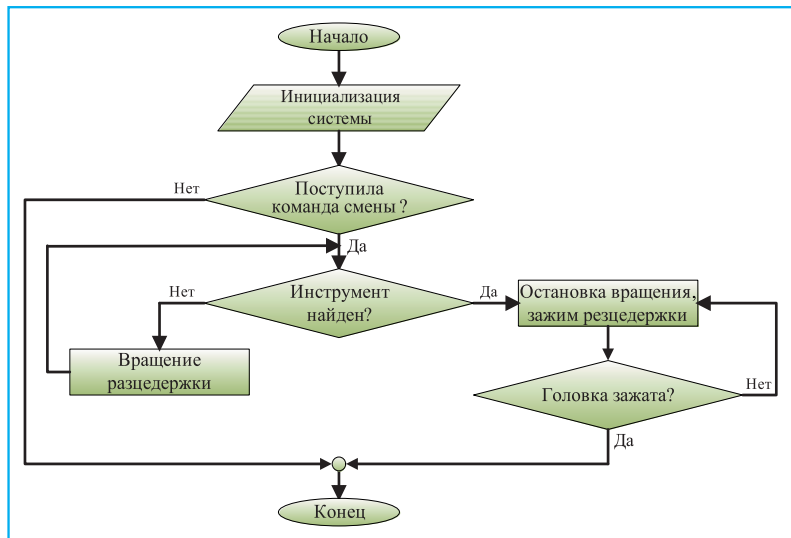 Начало
Инициализация
системы
Нет
Поступила
команда смены ?
Да
Нет
Инструмент
найден?
Да
Остановка вращения,
зажим резцедержки
Вращение
разцедержки
Головка зажата?
Нет
Да
Конец